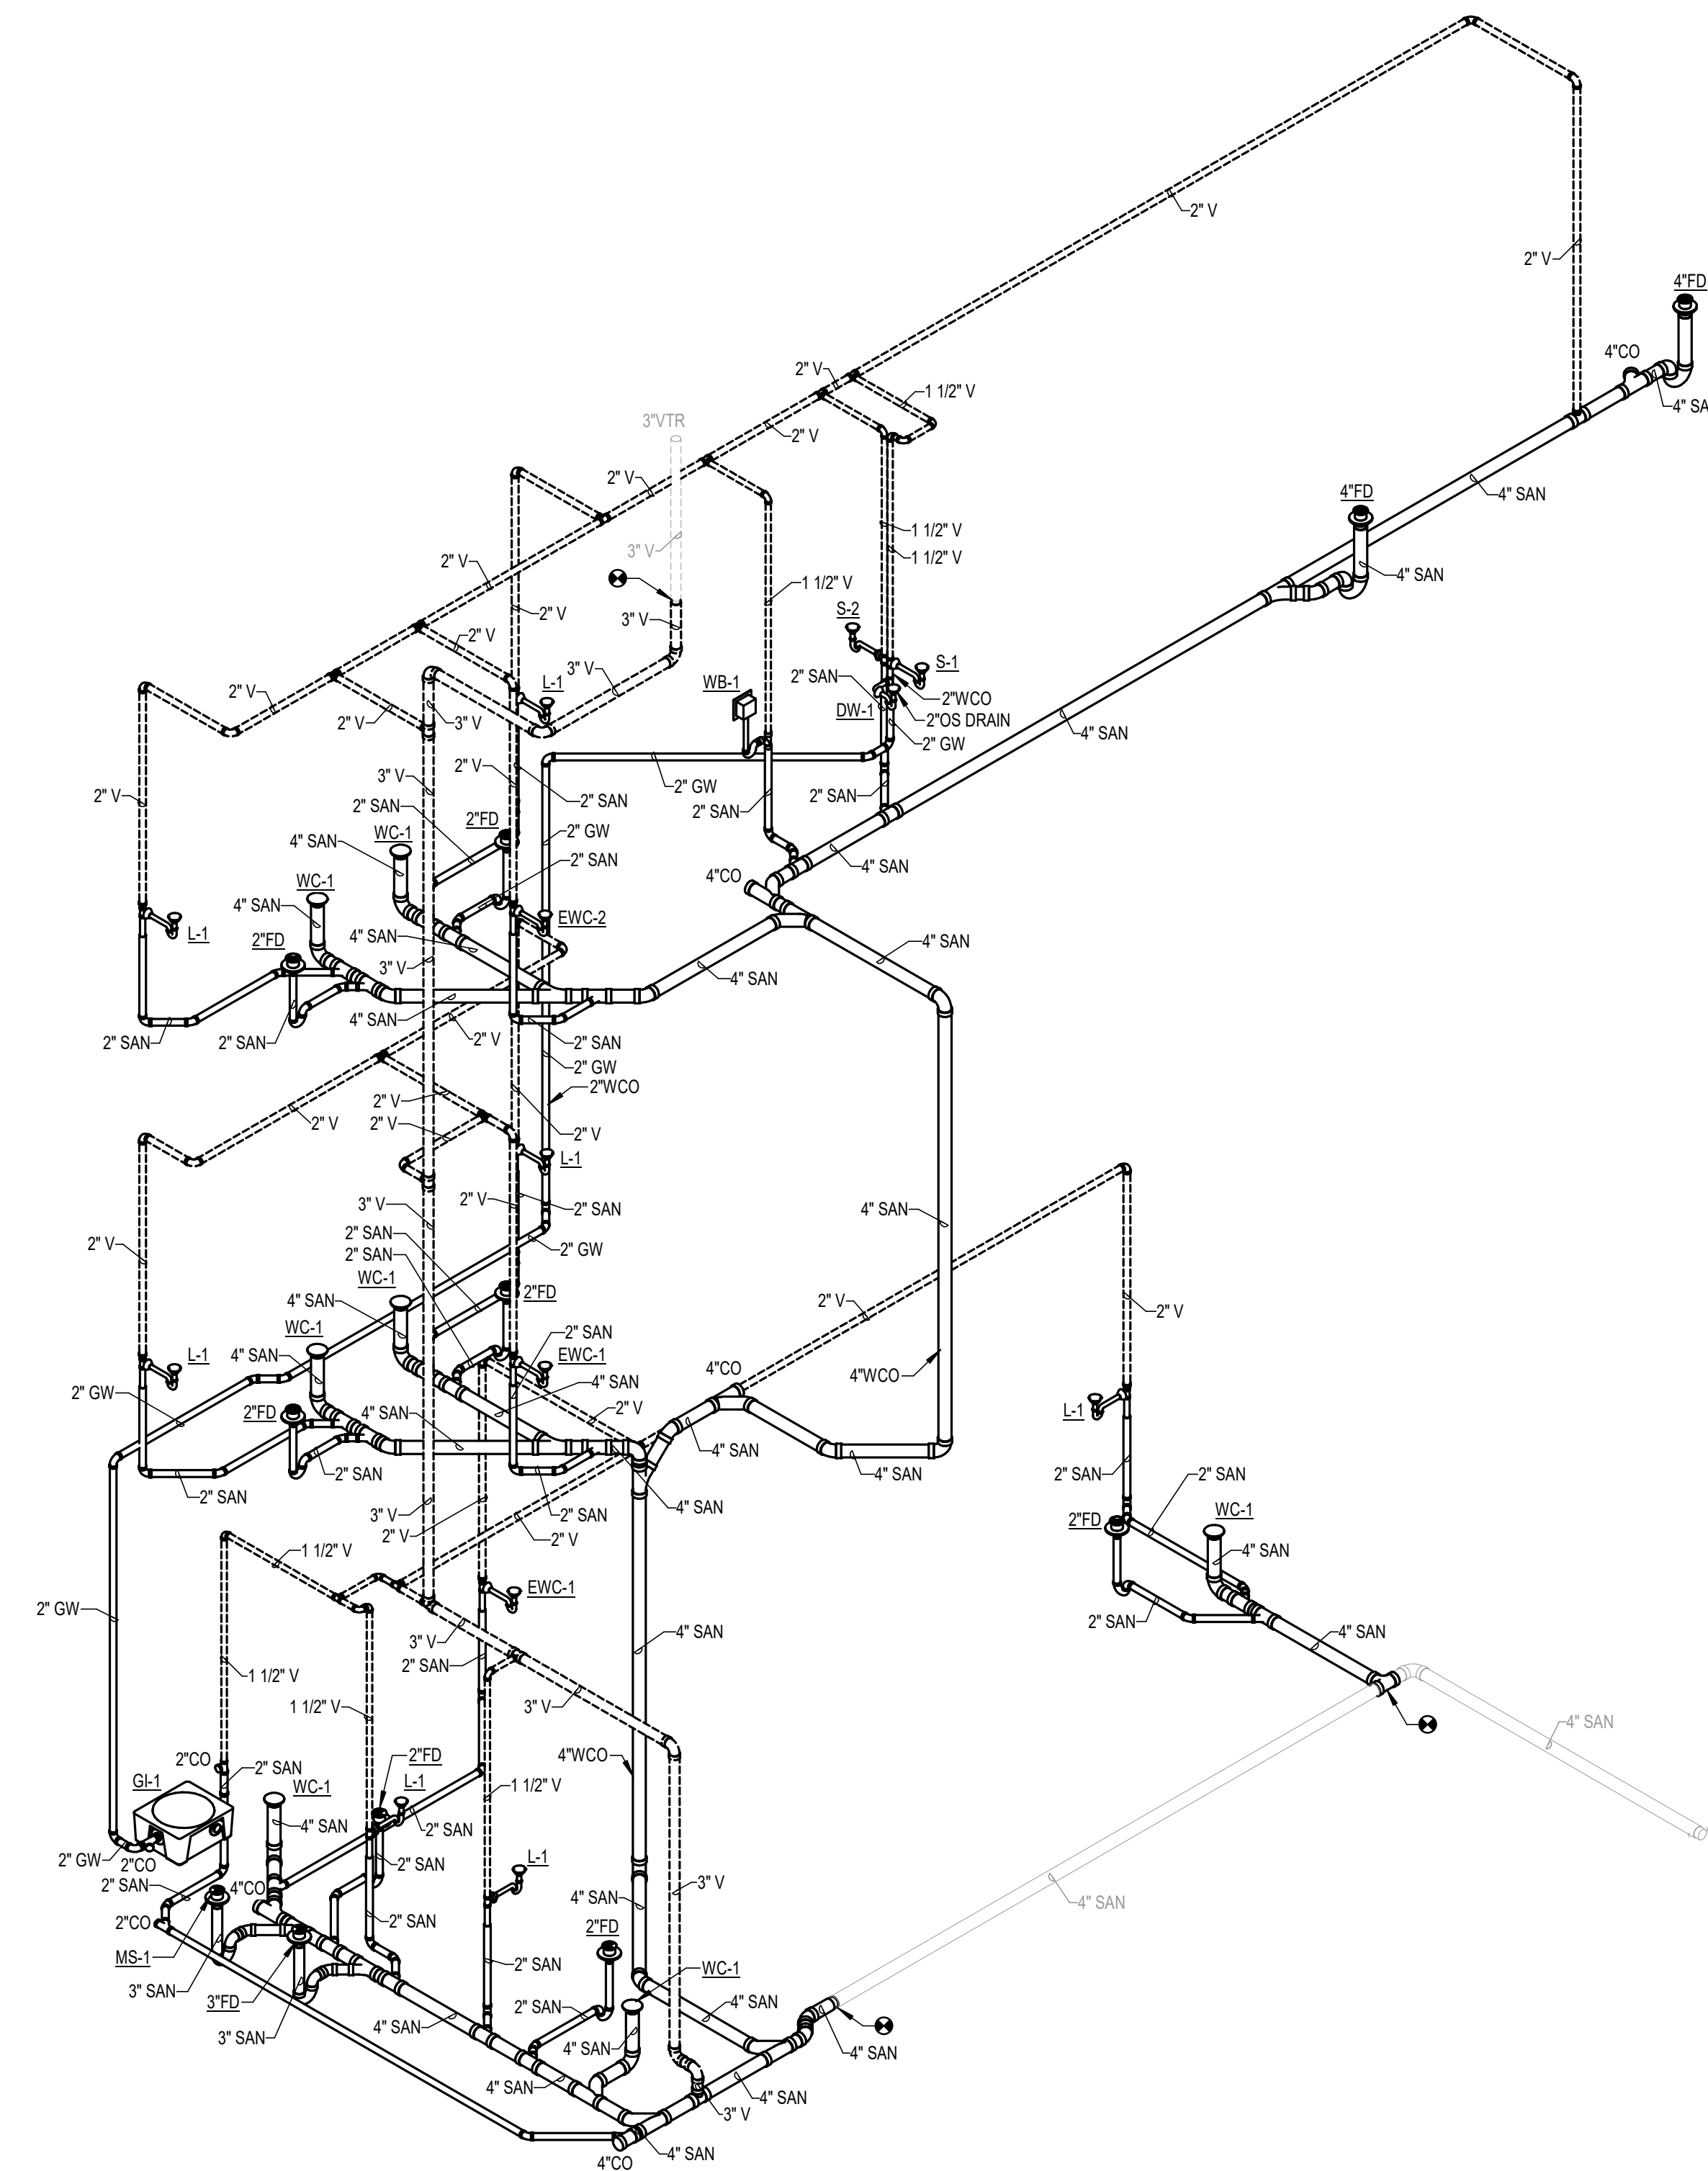 2" V
2" V
4"FD
4"CO
2" V
1 1/2" V
4" SA
3"VTR
2" V
2" V
4"FD
4" SAN
1 1/2" V
3" V
2" V
1 1/2" V
4" SAN
2" V
1 1/2" V
S-2
3" V
2" V
3" V
S-1
2" SAN
WB-1
L-1
2" V
2"WCO
DW-1
2"OS DRAIN
2" V
3" V
4" SAN
2" GW
3" V
2" V
2" GW
2" V
2" SAN
2" SAN
2" SAN
2" SAN
2"FD
WC-1
2" GW
4" SAN
2" SAN
4" SAN
4"CO
WC-1
4" SAN
EWC-2
L-1
2"FD
4" SAN
4" SAN
3" V
4" SAN
4" SAN
2" V
2" SAN
2" SAN
2" SAN
2" GW
2"WCO
2" V
2" V
2" V
2" V
L-1
3" V
2" V
2" SAN
4" SAN
2" SAN
2" V
2" GW
2" SAN
WC-1
2"FD
4" SAN
2" V
2" V
WC-1
2" SAN
L-1
4" SAN
EWC-1
4"CO
4"WCO
4" SAN
2" GW
2"FD
4" SAN
2" V
L-1
4" SAN
2" SAN
4" SAN
4" SAN
2" SAN
2" SAN
2" SAN
2" SAN
4" SAN
3" V
2" V
2" V
2"FD
WC-1
1 1/2" V
4" SAN
EWC-1
2" GW
2" SAN
4" SAN
4" SAN
3" V
2" SAN
1 1/2" V
1 1/2" V
3" V
4" SAN
2"CO
2" SAN
2"FD
4"WCO
GI-1
WC-1
L-1
1 1/2" V
4" SAN
2" SAN
2" GW
2"CO
2" SAN
L-1
3" V
2" SAN
4"CO
4" SAN
4" SAN
2"CO
2" SAN
2"FD
MS-1
2" SAN
WC-1
3" SAN
3"FD
2" SAN
4" SAN
3" SAN
4" SAN
4" SAN
4" SAN
4" SAN
4" SAN
3" V
4" SAN
4"CO